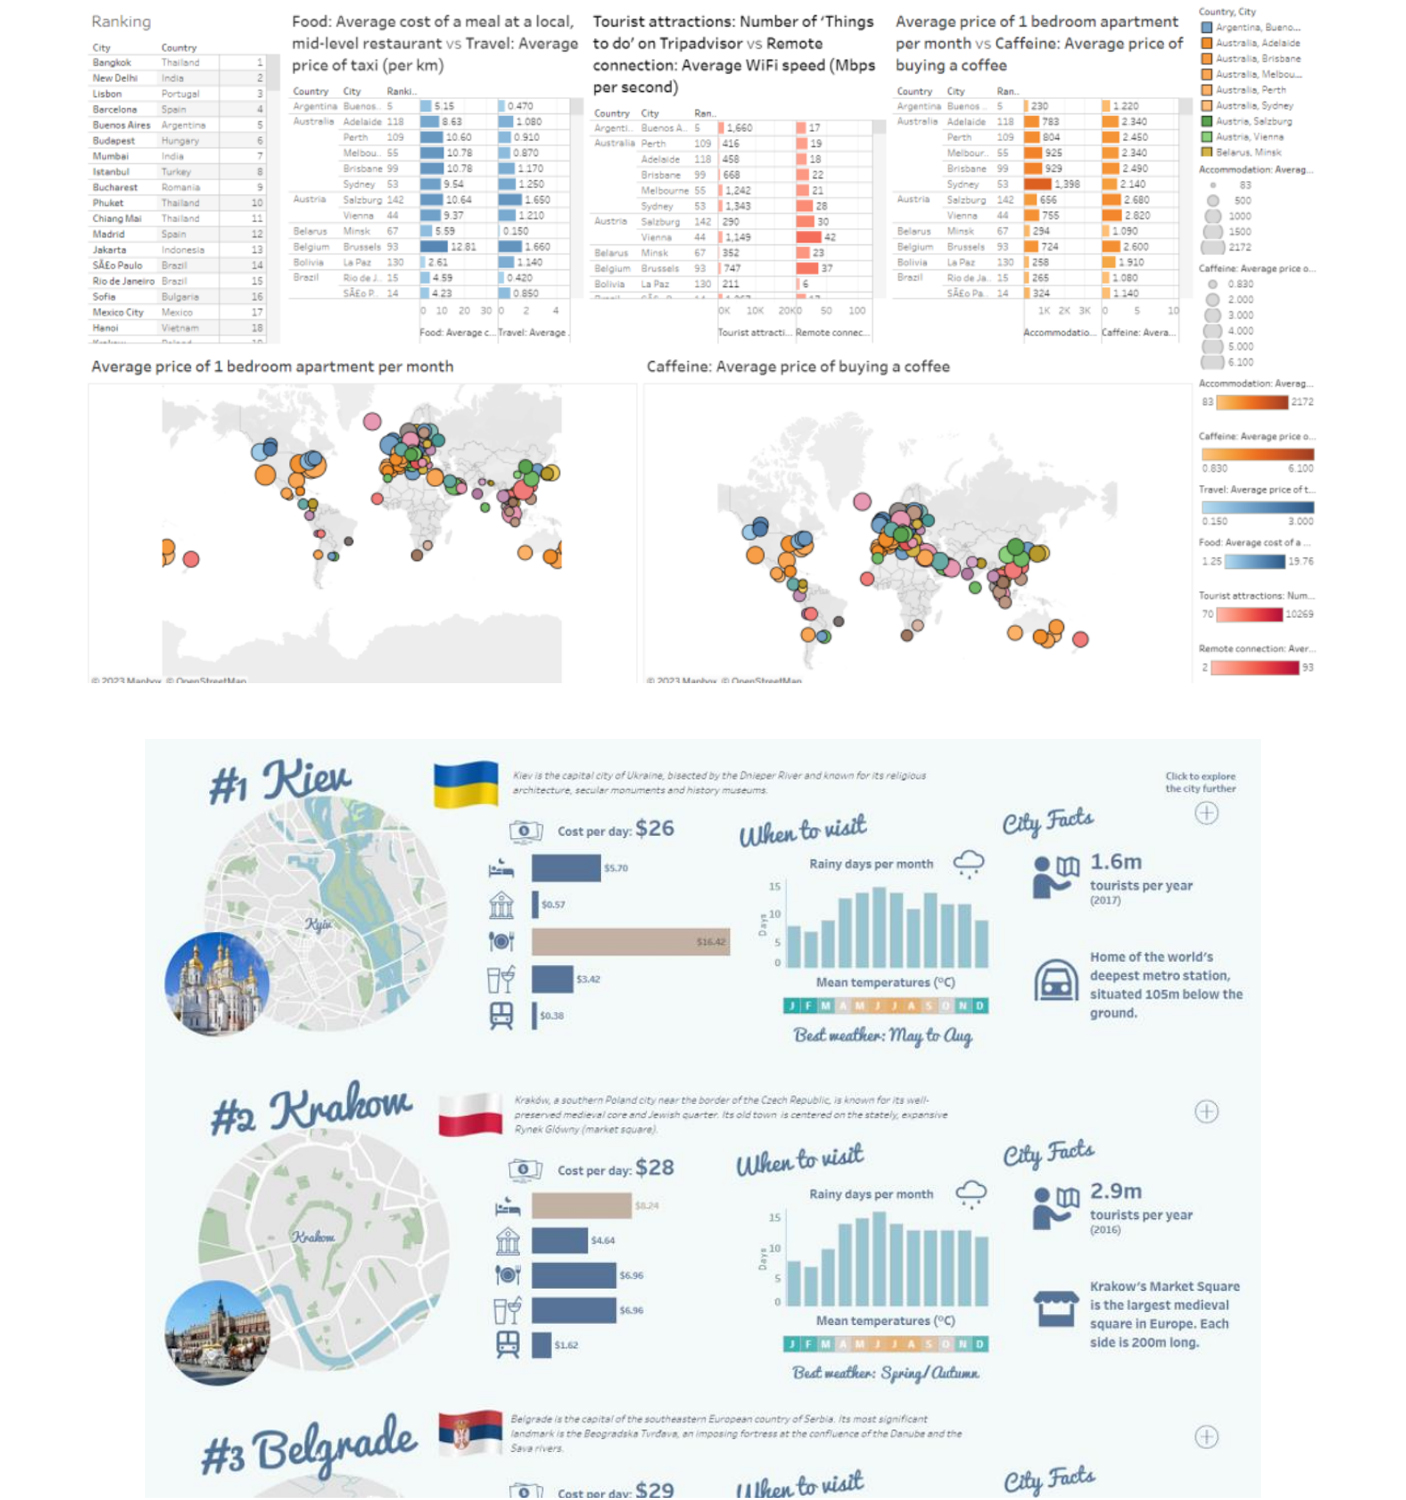 Ranking
City Country
Bangkok Thailand 1
New Delhi India 2
Lisbon Portugal 3
Barcelona Spain 4
Buenos Aires Argentina 5
Budapest Hungary 6
Mumbai India 7
Istanbul Turkey 8
Bucharest Romania 9
Phuket Thailand 10
Chiang Mai Thailand 11
Madrid Spain 12
Jakarta Indonesia 13
SÃ£o Paulo Brazil 14
Rio de Janeiro Brazil 15
Sofia Bulgaria 16
Mexico City Mexico 17
Hanoi Vietnam 18
Food: Average cost of a meal at a local,
mid-level restaurant vs Travel: Average
price of taxi (per km)
Country City Ranki..
Argentina Buenos.. 5 5.15 0.470
Australia Adelaide 118 8.63 1.080
Perth 109 10.60 0.910
Melbou.. 55 10.78 0.870
Brisbane 99 10.78 1.170
Sydney 53 9.54 1.250
Austria Salzburg 142 10.64 1.650
Vienna 44 9.37 1.210
Belarus Minsk 67 5.59 0.150
Belgium Brussels 93 12.81 1.660
Bolivia La Paz 130 2.61 1.140
Brazil Rio de J.. 15 4.59 0.420
SÃ£o P.. 14 4.23 0.850
0 10 20 30 0 2 4
Food: Average c... Travel: Average .
Tourist attractions: Number of ‘Things
to do’ on Tripadvisor vs Remote
connection: Average WiFi speed (Mbps
per second)
Country City Ran..
Argenti.. Buenos A.. 5 1,660 17
Australia Perth 109 416 19
Adelaide 118 458 18
Brisbane 99 668 22
Melbourne 55 1,242 21
Sydney 53 1,343 28
Austria Salzburg 142 290 30
Vienna 44 1,149 42
Belarus Minsk 67 352 23
Belgium Brussels 93 747 37
Bolivia La Paz 130 211 6
0K 10K 20K 0 50 100
Tourist attracti... Remote connec...
Average price of 1 bedroom apartment
per month vs Caffeine: Average price of
buying a coffee
Country City Ran..
Argentina Buenos .. 5 230 1.220
Australia Adelaide 118 783 2.340
Perth 109 804 2.450
Melbour.. 55 925 2.340
Brisbane 99 929 2.490
Sydney 53 1,398 2.140
Austria Salzburg 142 656 2.680
Vienna 44 755 2.820
Belarus Minsk 67 294 1.090
Belgium Brussels 93 724 2.600
Bolivia La Paz 130 258 1.910
Brazil Rio de Ja.. 15 265 1.080
SÃ£o Pa.. 14 324 1.140
1K 2K 3K 0 5 10
Accommodatio... Caffeine: Avera...
Country, City
Argentina, Bueno...
Australia, Adelaide
Australia, Brisbane
Australia, Melbou...
Australia, Perth
Australia, Sydney
Austria, Salzburg
Austria, Vienna
Belarus, Minsk
Accommodation: Averag...
83
500
1000
1500
2172
Caffeine: Average price o...
0.830
2.000
3.000
4.000
5.000
6.100
Accommodation: Averag...
83 2172
Caffeine: Average price o...
0.830 6.100
Travel: Average price of t...
0.150 3.000
Food: Average cost of a ...
1.25 19.76
Tourist attractions: Num...
70 10269
Remote connection: Aver...
2 93
Average price of 1 bedroom apartment per month
© 2023 Mapbox © OpenStreetMap
Caffeine: Average price of buying a coffee
© 2023 Mapbox © OpenStreetMap
#1 Kiev
Kiev is the capital city of Ukraine, bisected by the Dnieper River and known for its religious
architecture, secular monuments and history museums.
Click to explore
the city further
Kyiv
Cost per day: $26
$5.70
$0.57
$16.42
$3.42
$0.38
When to visit
Rainy days per month
15
10
5
0
Days
Mean temperatures (°C)
J F M A M J J A S O N D
Best weather: May to Aug
City Facts
1.6m
tourists per year
(2017)
Home of the world's
deepest metro station,
situated 105m below the
ground.
#2 Krakow
Kraków, a southern Poland city near the border of the Czech Republic, is known for its well-
preserved medieval core and Jewish quarter. Its old town is centered on the stately, expansive
Rynek Glówny (market square).
Krakow
Cost per day: $28
$8.24
$4.64
$6.96
$6.96
$1.62
When to visit
Rainy days per month
15
10
5
0
Days
Mean temperatures (°C)
J F M A M J J A S O N D
Best weather: Spring/Autumn
City Facts
2.9m
tourists per year
(2016)
Krakow's Market Square
is the largest medieval
square in Europe. Each
side is 200m long.
#3 Belgrade
Belgrade is the capital of the southeastern European country of Serbia. Its most significant
landmark is the Beogradska Tvrđava, an imposing fortress at the confluence of the Danube and the
Sava rivers.
Cost per day: $29
When to visit
City Facts